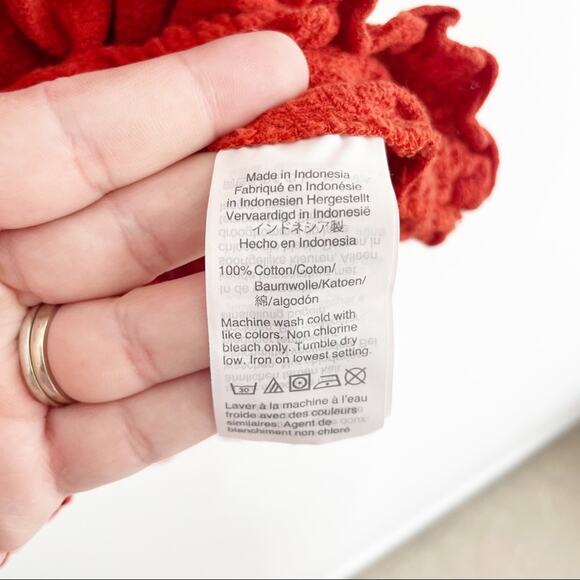 Made in Indonesia
Fabriqué en Indonésie
in Indonesien Hergestellt
Vervaardigd in Indonesië
インドネシア製
Hecho en Indonesia
100% Cotton/Coton/
Baumwolle/Katoen/
綿/algodón
Machine wash cold with
like colors. Non chlorine
bleach only. Tumble dry
low. Iron on lowest setting.
30
Laver à la machine à l'eau
froide avec des couleurs
similaires. Agent de
blanchiment non chloré